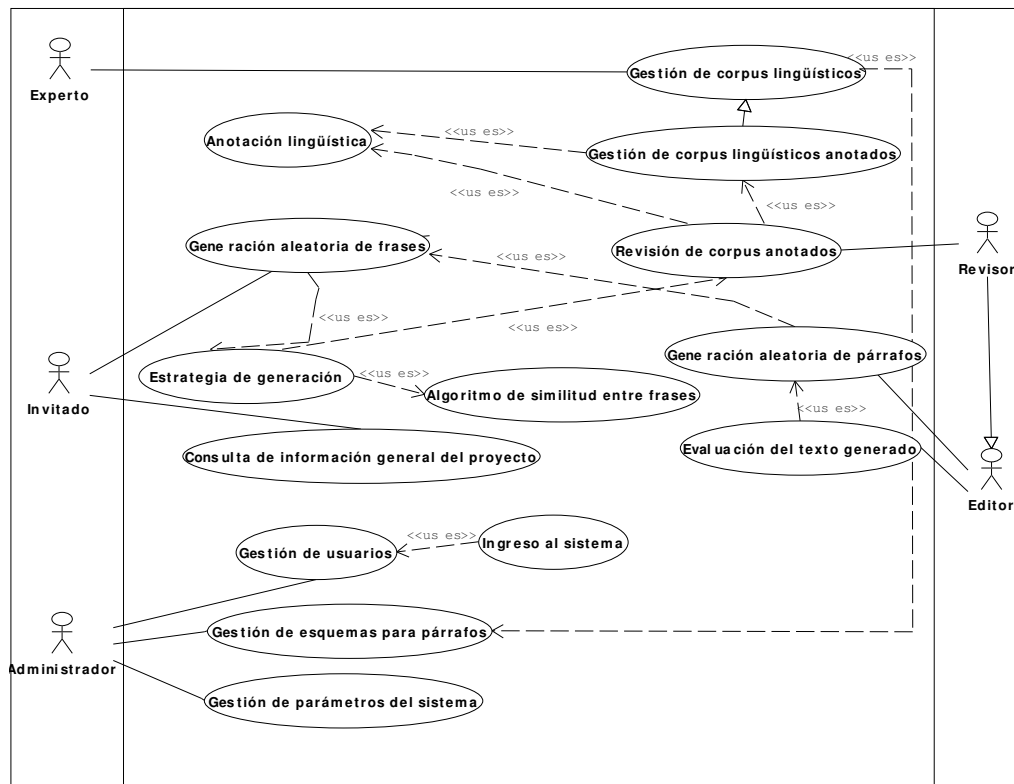 <<us es>>
Gestión de corpus lingüísticos
Experto
<<us es>>
Anotación lingüística
Gestión de corpus lingüísticos anotados
<<us es>>
<<us es>>
Gene ración aleatoria de frases
Revisión de corpus anotados
<<us es>>
Revisor
<<us es>>
<<us es>>
Gene ración aleatoria de párrafos
Estrategia de generación
<<us es>>
Algoritmo de similitud entre frases
Invitado
<<us es>>
Evaluación del texto generado
Consulta de información general del proyecto
Editor
<<us es>>
Ingreso al sistema
Gestión de usuarios
Gestión de esquemas para párrafos
Administrador
Gestión de parámetros del sistema